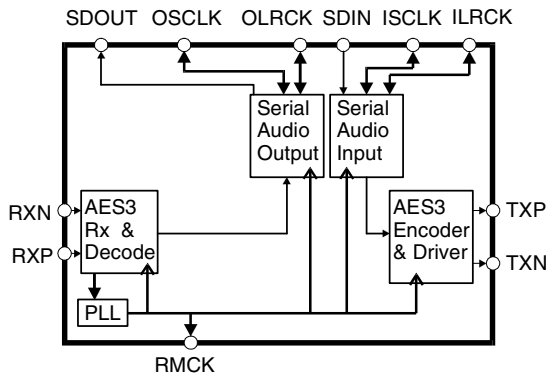 SDOUT OSCLK OLRCK SDIN ISCLK ILRCK
Serial
Audio
Output
Serial
Audio
Input
RXN
RXP
AES3
Rx &
Decode
AES3
Encoder
& Driver
TXP
TXN
PLL
RMCK